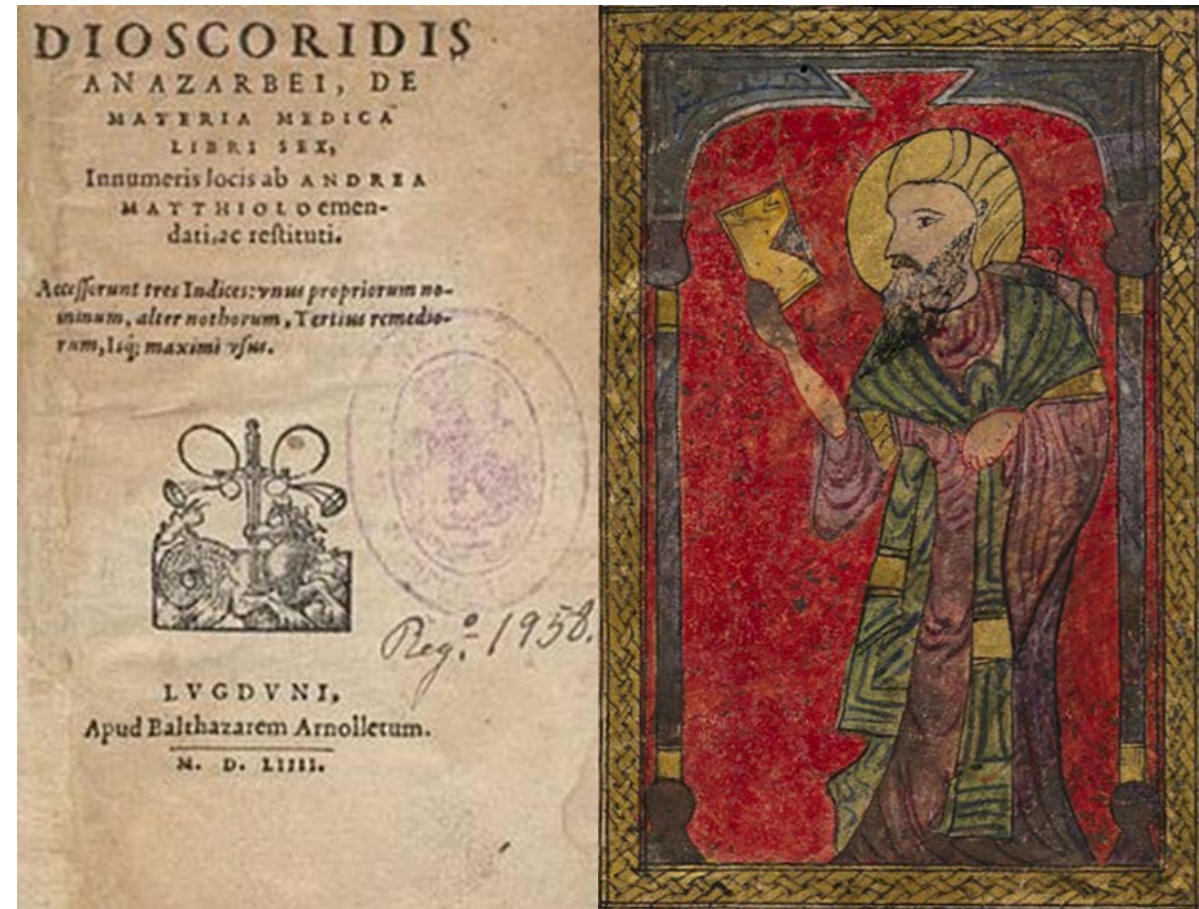 DIOSCORIDIS
ANAZARBEI, DE
MATERIA MEDICA
LIBRI SEX,
Innumeris locis ab ANDREA
MATTHIOLO emen-
dati, ac reſtituti.
Acceſſerunt tres Indices: vnus propriorum no-
minum, alter nothorum, Tertius remedio-
rum, Iſq; maximi vſus.
Reg.º 1958.
LVGDVNI,
Apud Balthazarem Arnolletum.
M. D. LIIII.